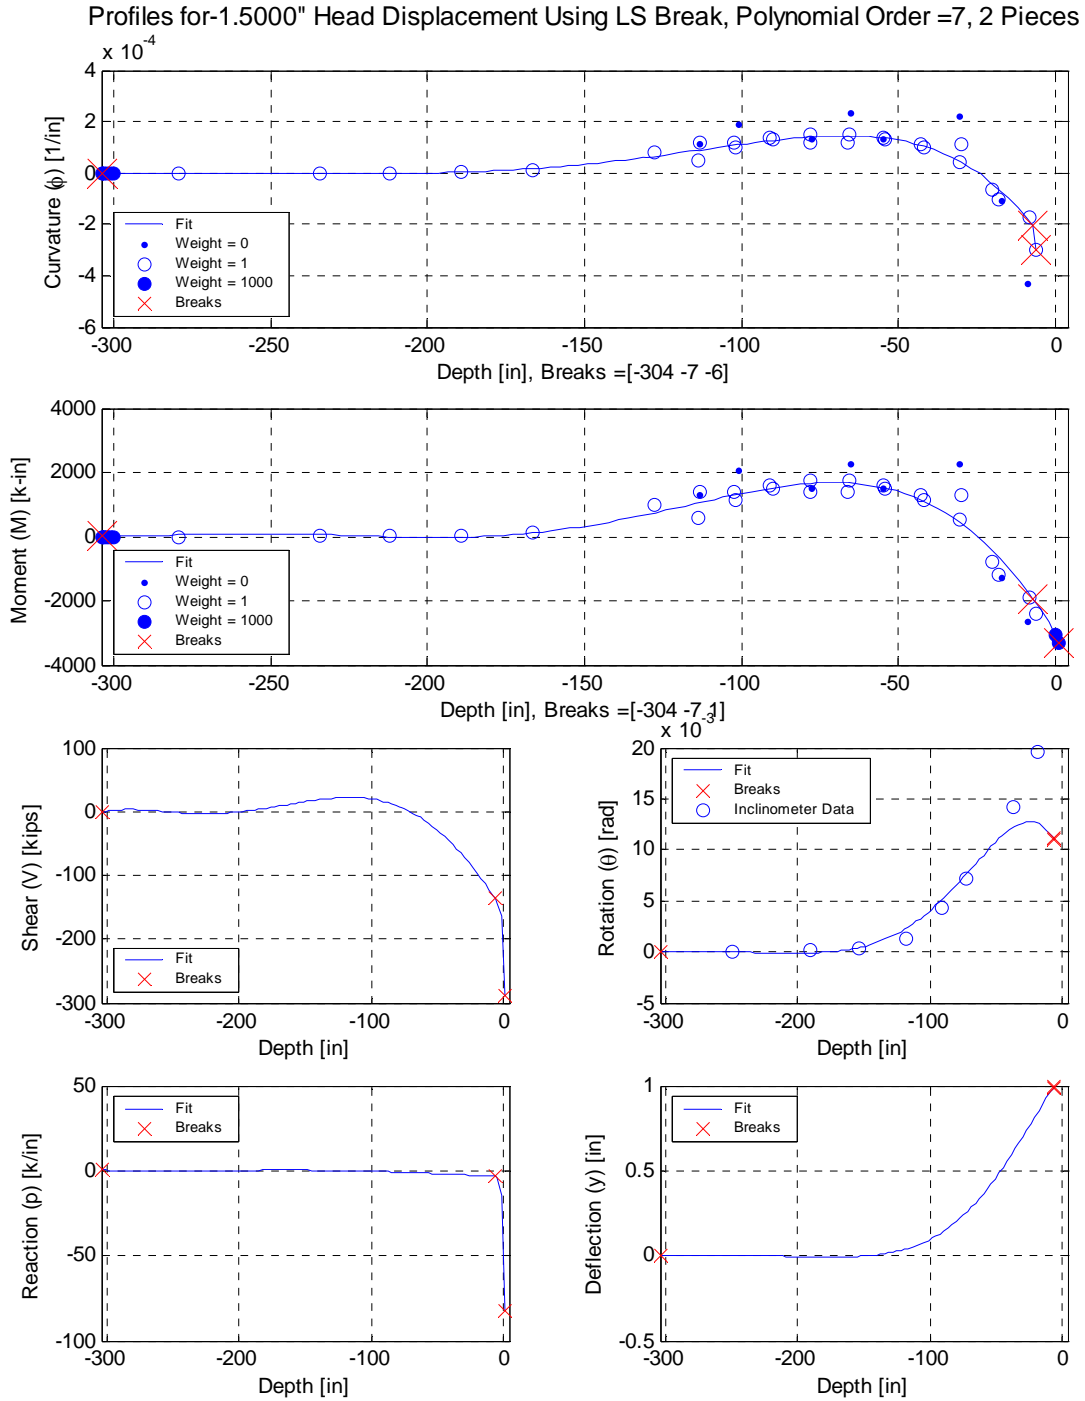 Profiles for-1.5000" Head Displacement Using LS Break, Polynomial Order =7, 2 Pieces
x 10-4
4
2
0
-2
-4
-6
Curvature (ϕ) [1/in]
Fit
Weight = 0
Weight = 1
Weight = 1000
Breaks
-300 -250 -200 -150 -100 -50 0
Depth [in], Breaks =[-304 -7 -6]
4000
2000
0
-2000
-4000
Moment (M) [k-in]
Fit
Weight = 0
Weight = 1
Weight = 1000
Breaks
-300 -250 -200 -150 -100 -50 0
Depth [in], Breaks =[-304 -7 1]
100
0
-100
-200
-300
Shear (V) [kips]
Fit
Breaks
-300 -200 -100 0
Depth [in]
x 10-3
20
15
10
5
0
-5
Rotation (θ) [rad]
Fit
Breaks
Inclinometer Data
-300 -200 -100 0
Depth [in]
50
0
-50
-100
Reaction (p) [k/in]
Fit
Breaks
-300 -200 -100 0
Depth [in]
1
0.5
0
-0.5
Deflection (y) [in]
Fit
Breaks
-300 -200 -100 0
Depth [in]